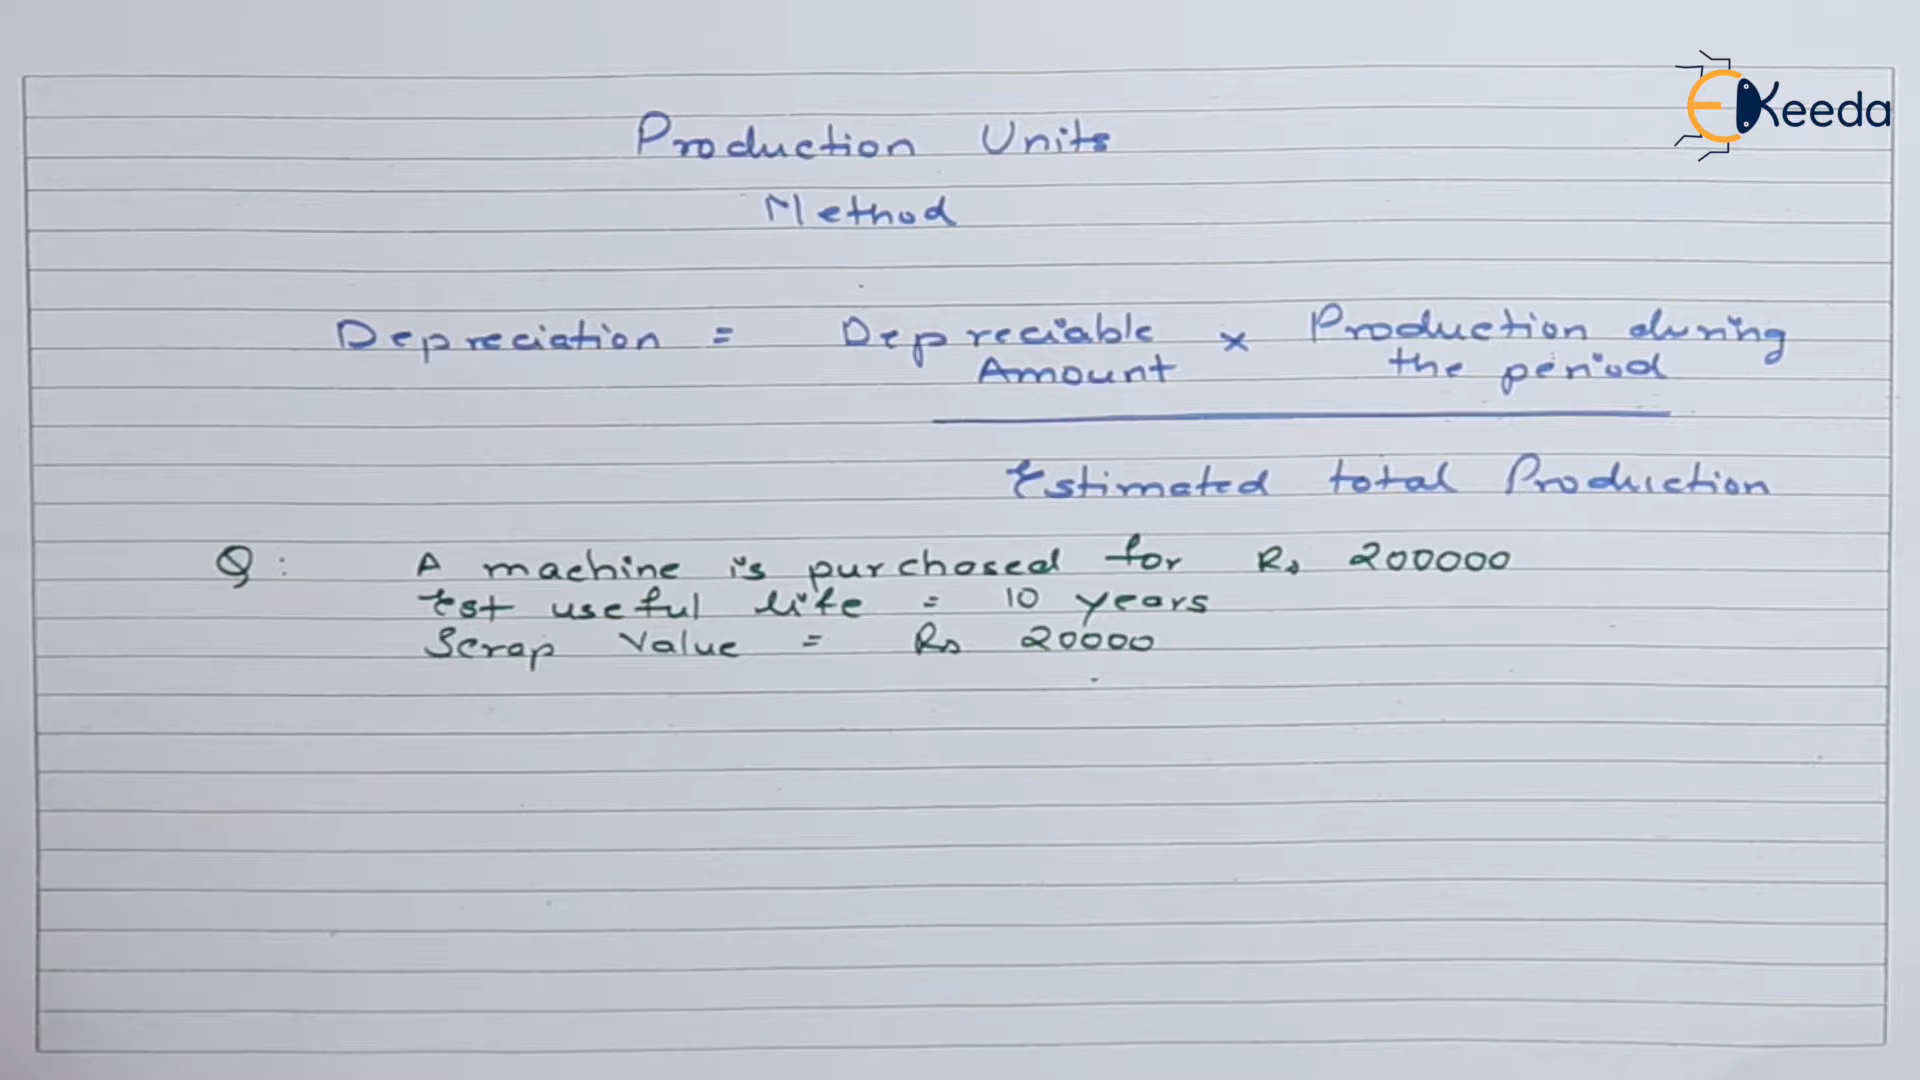 EKeeda
Production Units
Method
Depreciation = Depreciable Amount × Production during the period
Estimated total Production
Q: A machine is purchased for Rs 200000
Est useful life = 10 years
Scrap Value = Rs 20000